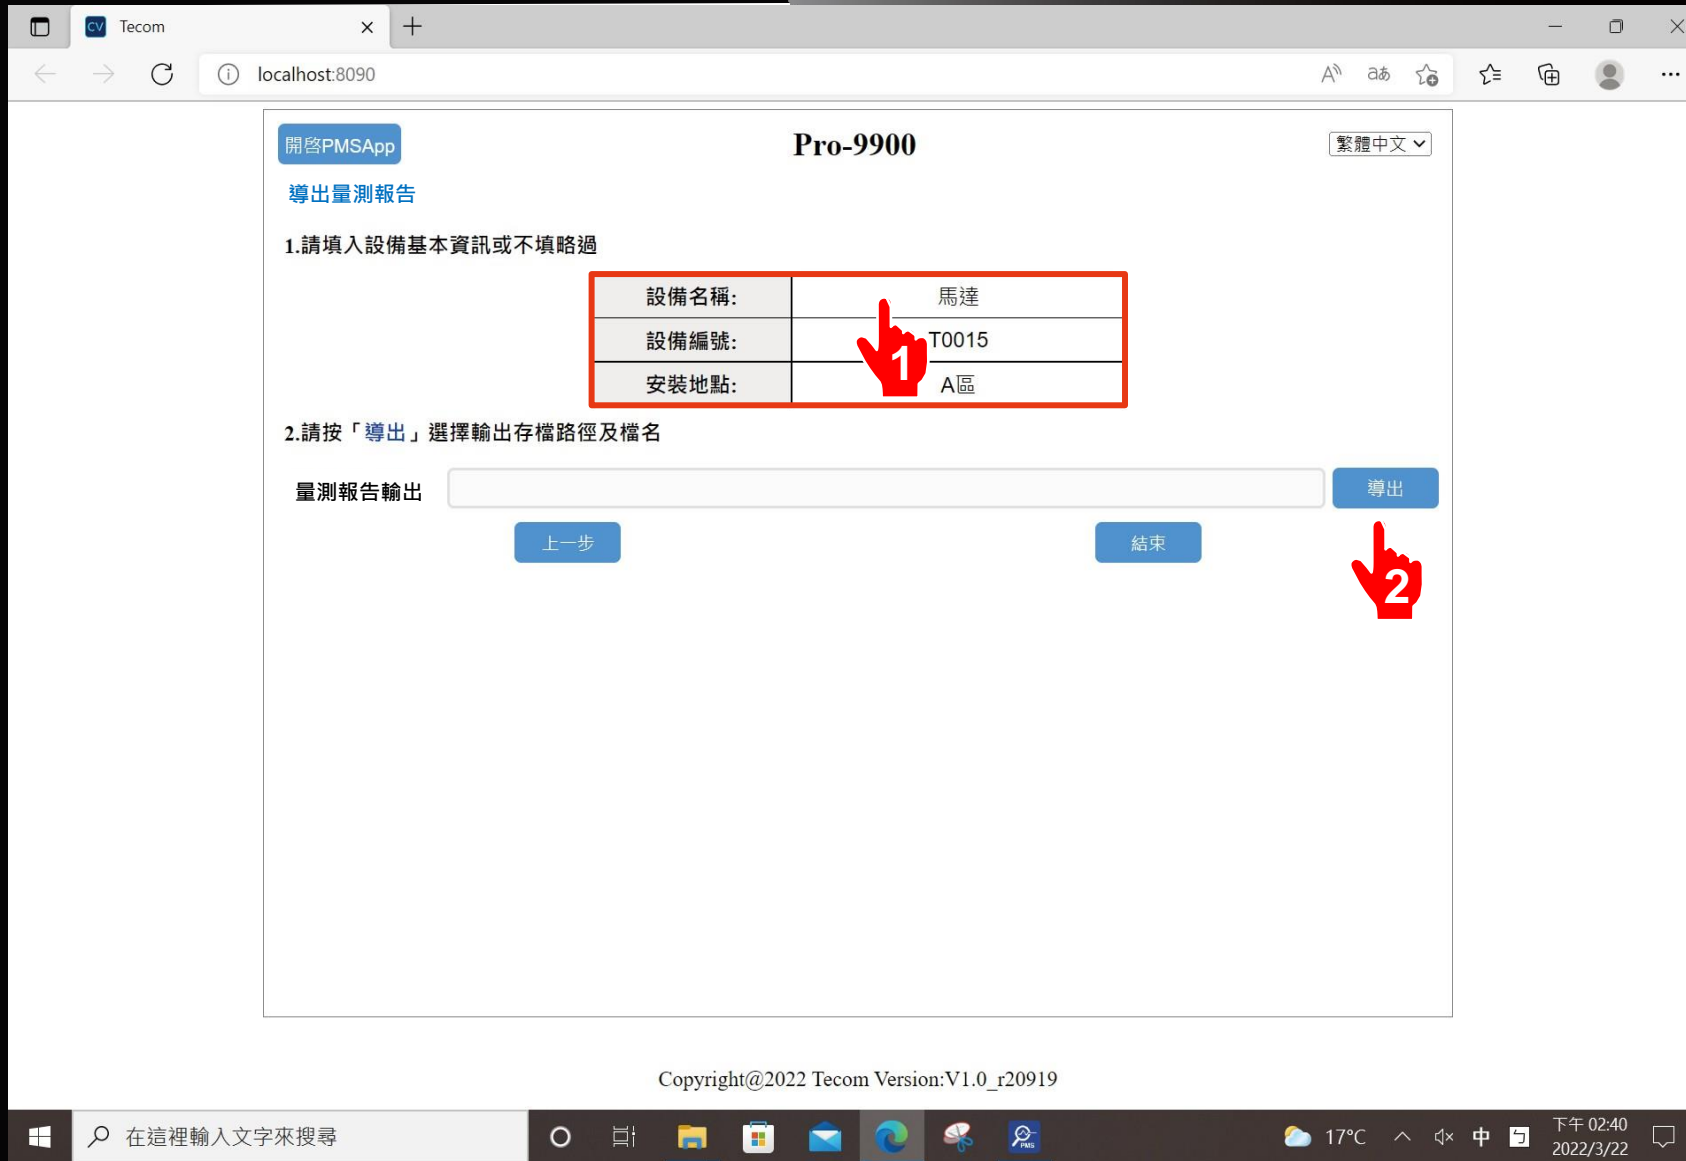 CV Tecom
localhost:8090
開啓PMSApp
Pro-9900
繁體中文
導出量測報告
1.請填入設備基本資訊或不填略過
設備名稱: 馬達
設備編號: T0015
安裝地點: A區
1
2.請按「導出」選擇輸出存檔路徑及檔名
量測報告輸出
導出
上一步
結束
2
Copyright@2022 Tecom Version:V1.0_r20919
在這裡輸入文字來搜尋
PMS
17°C
中
ㄅ
下午 02:40
2022/3/22